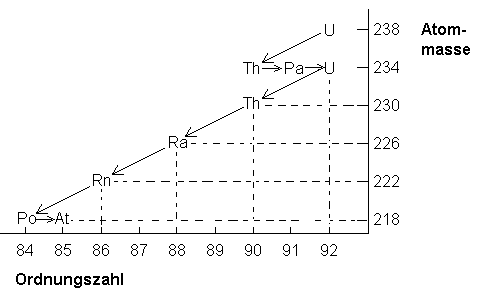 U 238 Atom-
Th Pa U 234 masse
Th 230
Ra 226
Rn 222
Po At 218
84 85 86 87 88 89 90 91 92
Ordnungszahl